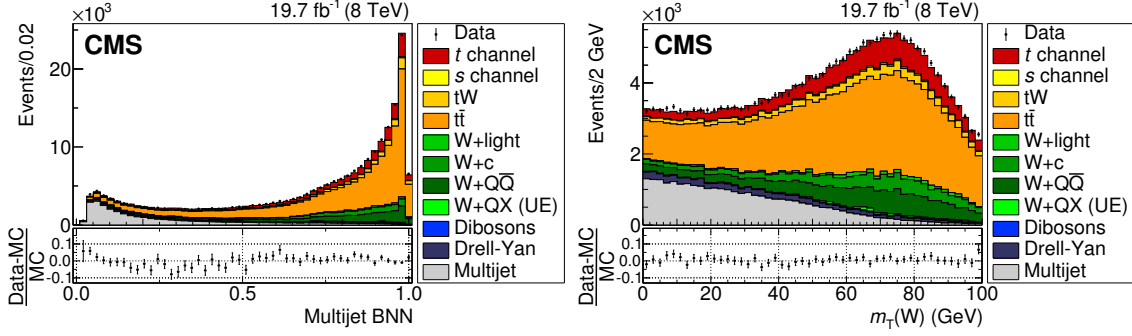 ×10³
19.7 fb⁻¹ (8 TeV)
CMS
Events/0.02
20
10
0
Data
t channel
s channel
tW
tt̄
W+light
W+c
W+QQ̅
W+QX (UE)
Dibosons
Drell-Yan
Multijet
Data-MC
MC
0.1
0.0
-0.1
0.0
0.5
1.0
Multijet BNN
×10³
19.7 fb⁻¹ (8 TeV)
CMS
Events/2 GeV
4
2
0
Data
t channel
s channel
tW
tt̄
W+light
W+c
W+QQ̅
W+QX (UE)
Dibosons
Drell-Yan
Multijet
Data-MC
MC
0.1
0.0
-0.1
0
20
40
60
80
100
m_T(W) (GeV)